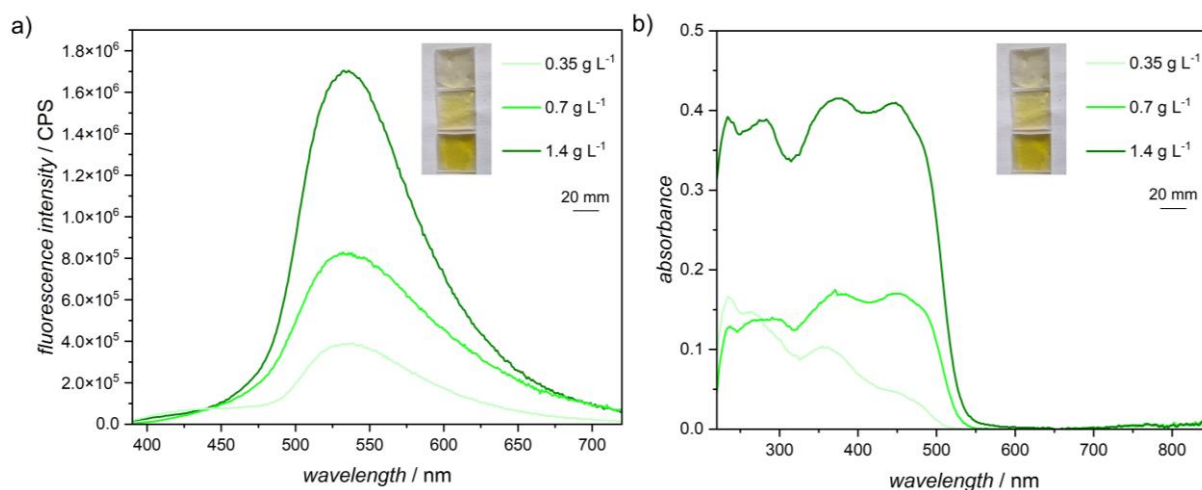 a)
fluorescence intensity / CPS
1.8×10⁶
1.6×10⁶
1.4×10⁶
1.2×10⁶
1.0×10⁶
8.0×10⁵
6.0×10⁵
4.0×10⁵
2.0×10⁵
0.0
400 450 500 550 600 650 700
wavelength / nm
0.35 g L⁻¹
0.7 g L⁻¹
1.4 g L⁻¹
20 mm
b)
absorbance
0.5
0.4
0.3
0.2
0.1
0.0
300 400 500 600 700 800
wavelength / nm
0.35 g L⁻¹
0.7 g L⁻¹
1.4 g L⁻¹
20 mm